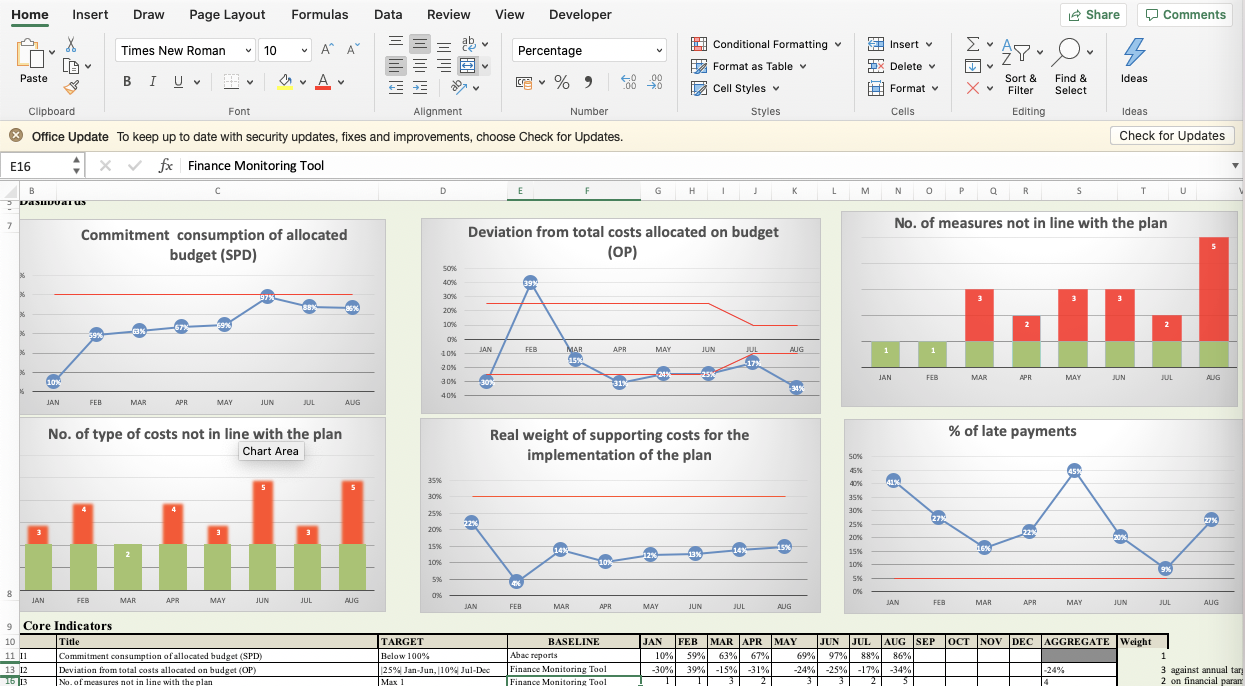 Home Insert Draw Page Layout Formulas Data Review View Developer Share Comments
Times New Roman 10 Percentage Conditional Formatting Insert
Format as Table Delete
Paste Cell Styles Format Sort & Filter Find & Select Ideas
Clipboard Font Alignment Number Styles Cells Editing Ideas
Office Update To keep up to date with security updates, fixes and improvements, choose Check for Updates. Check for Updates
E16 fx Finance Monitoring Tool
B C D E F G H I J K L M N O P Q R S T U V
Dashboards
7
Commitment consumption of allocated
budget (SPD)
10% 59% 63% 67% 69% 97% 88% 86%
JAN FEB MAR APR MAY JUN JUL AUG
Deviation from total costs allocated on budget
(OP)
50%
40%
30%
20%
10%
0%
-10%
-20%
-30%
-40%
-30% 39% -15% -31% -24% -25% -17% -34%
JAN FEB MAR APR MAY JUN JUL AUG
No. of measures not in line with the plan
1 1 3 2 3 3 2 5
JAN FEB MAR APR MAY JUN JUL AUG
No. of type of costs not in line with the plan
Chart Area
3 4 2 4 3 5 3 5
JAN FEB MAR APR MAY JUN JUL AUG
8
Real weight of supporting costs for the
implementation of the plan
35%
30%
25%
20%
15%
10%
5%
0%
22% 4% 14% 10% 12% 13% 14% 15%
JAN FEB MAR APR MAY JUN JUL AUG
% of late payments
50%
45%
40%
35%
30%
25%
20%
15%
10%
5%
0%
41% 27% 16% 22% 45% 20% 9% 27%
JAN FEB MAR APR MAY JUN JUL AUG
9 Core Indicators
10 Title TARGET BASELINE JAN FEB MAR APR MAY JUN JUL AUG SEP OCT NOV DEC AGGREGATE Weight
11 I1 Commitment consumption of allocated budget (SPD) Below 100% Abac reports 10% 59% 63% 67% 69% 97% 88% 86% 1
13 I2 Deviation from total costs allocated on budget (OP) |25%| Jan-Jun, |10%| Jul-Dec Finance Monitoring Tool -30% 39% -15% -31% -24% -25% -17% -34% -24% 3 against annual
16 I3 No. of measures not in line with the plan Max 1 Finance Monitoring Tool 1 1 3 2 3 3 2 5 4 2 on financial